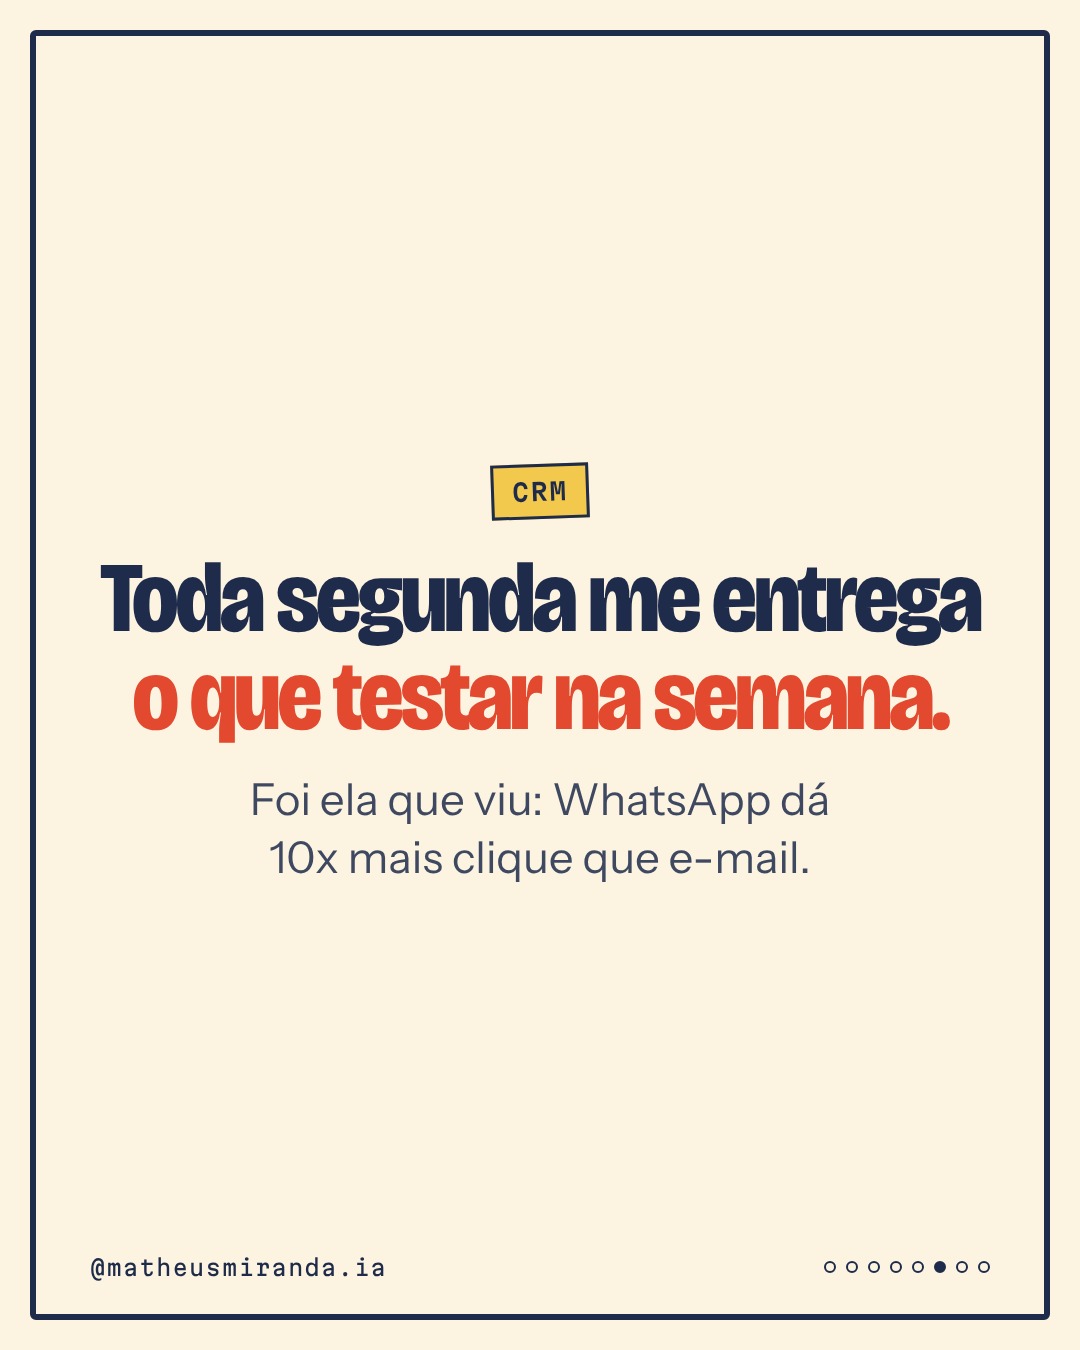 CRM
Toda segunda me entrega
o que testar na semana.
Foi ela que viu: WhatsApp dá
10x mais clique que e-mail.
@matheusmiranda.ia